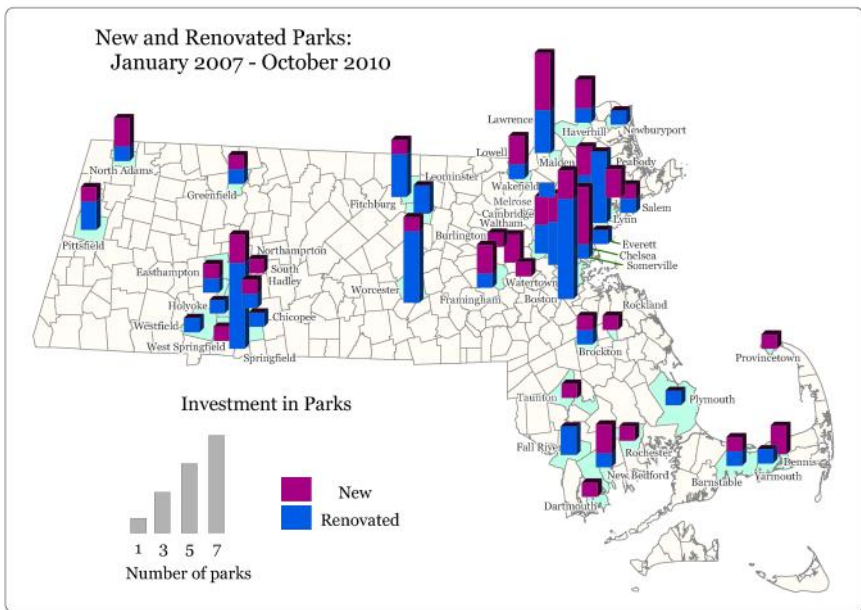 New and Renovated Parks:
January 2007 - October 2010
Lawrence
Haverhill
Newburyport
North Adams
Lowell
Malden
Peabody
Greenfield
Leominster
Wakefield
Fitchburg
Melrose
Salem
Cambridge
Lynn
Waltham
Pittsfield
Burlington
Everett
Northampton
Chelsea
Easthampton
South
Hadley
Somerville
Watertown
Worcester
Framingham
Boston
Holyoke
Rockland
Westfield
Chicopee
West Springfield
Springfield
Brockton
Provincetown
Taunton
Plymouth
Investment in Parks
Fall River
Rochester
Dennis
New Bedford
Yarmouth
Barnstable
New
Renovated
Dartmouth
1 3 5 7
Number of parks